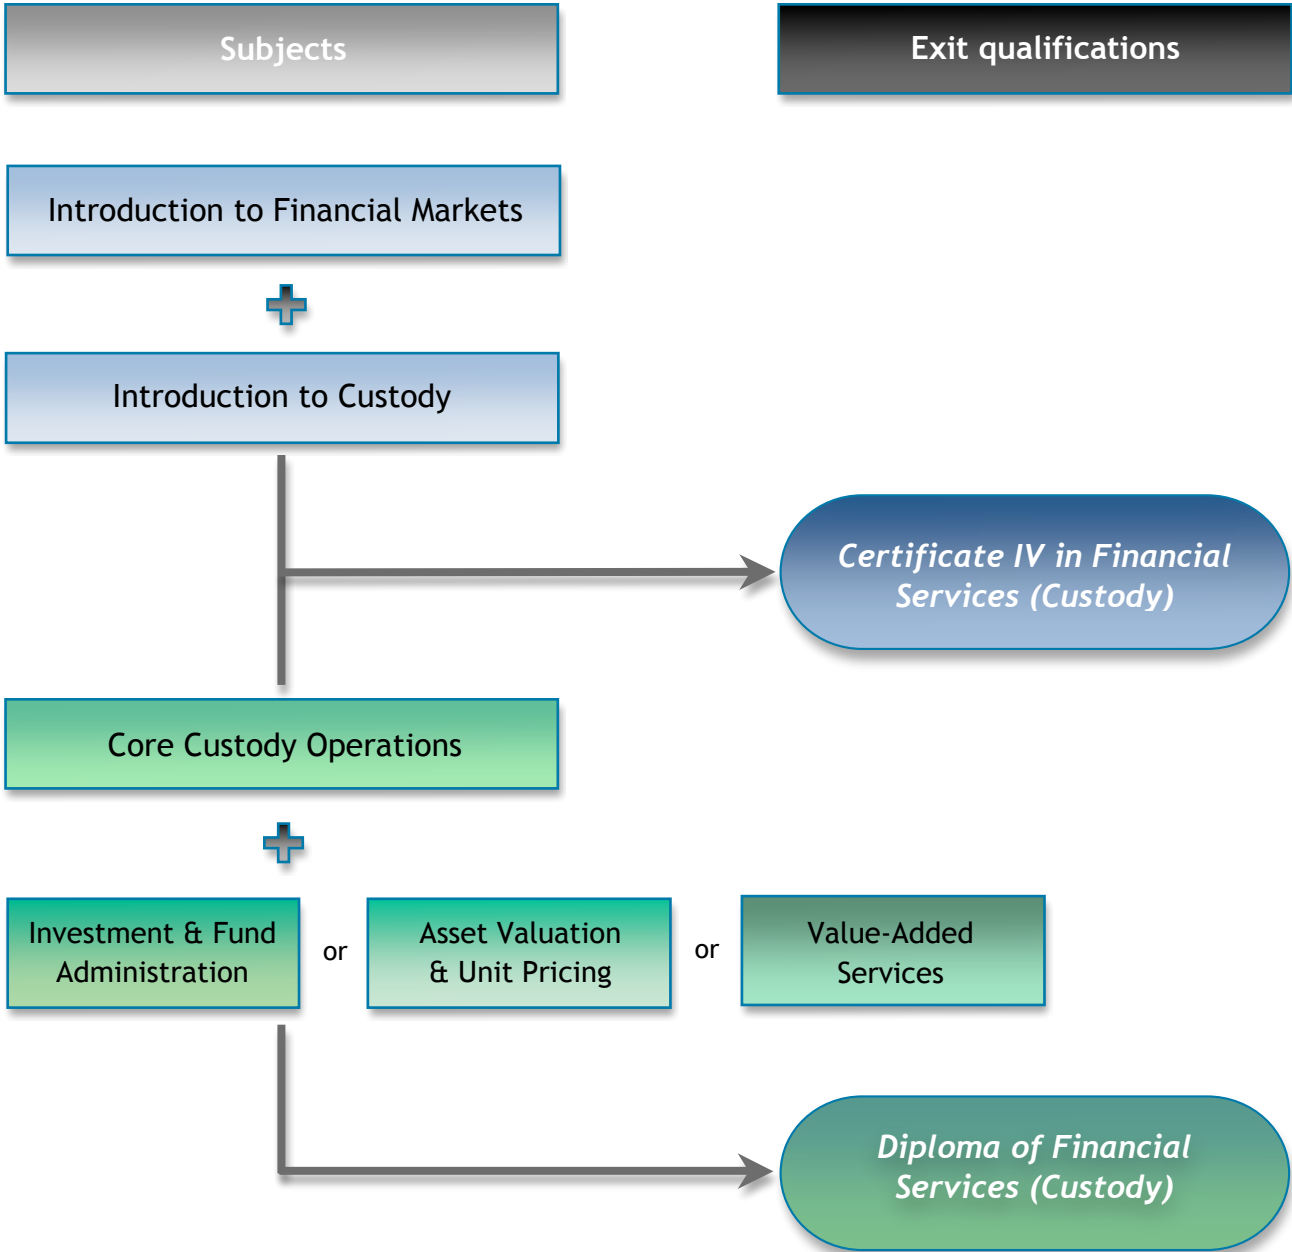 Subjects
Exit qualifications
Introduction to Financial Markets
Introduction to Custody
Certificate IV in Financial
Services (Custody)
Core Custody Operations
Investment & Fund
Administration
or
Asset Valuation
& Unit Pricing
or
Value-Added
Services
Diploma of Financial
Services (Custody)